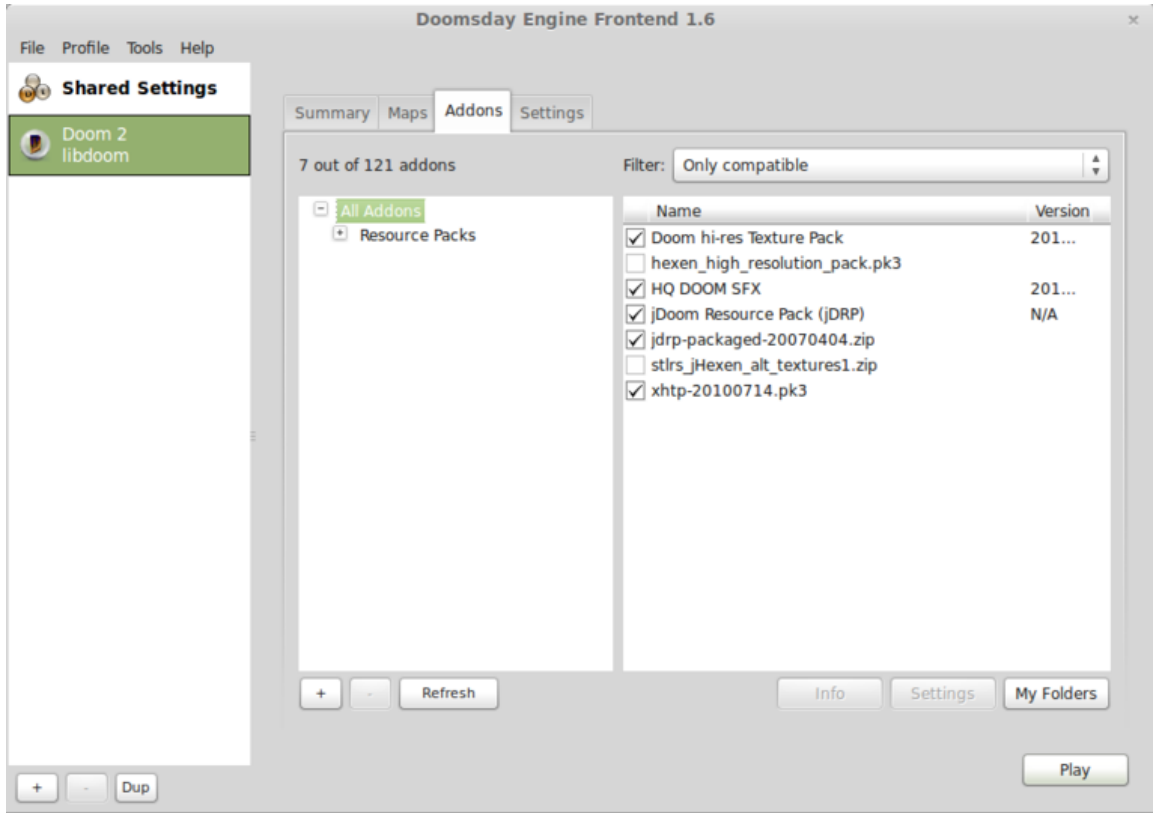 Doomsday Engine Frontend 1.6
File Profile Tools Help
Shared Settings
Doom 2
libdoom
Summary Maps Addons Settings
7 out of 121 addons
Filter: Only compatible
All Addons
Resource Packs
Name Version
Doom hi-res Texture Pack 201...
hexen_high_resolution_pack.pk3
HQ DOOM SFX 201...
jDoom Resource Pack (jDRP) N/A
jdrp-packaged-20070404.zip
stlrs_jHexen_alt_textures1.zip
xhtp-20100714.pk3
+ - Refresh
Info Settings My Folders
Play
+ - Dup